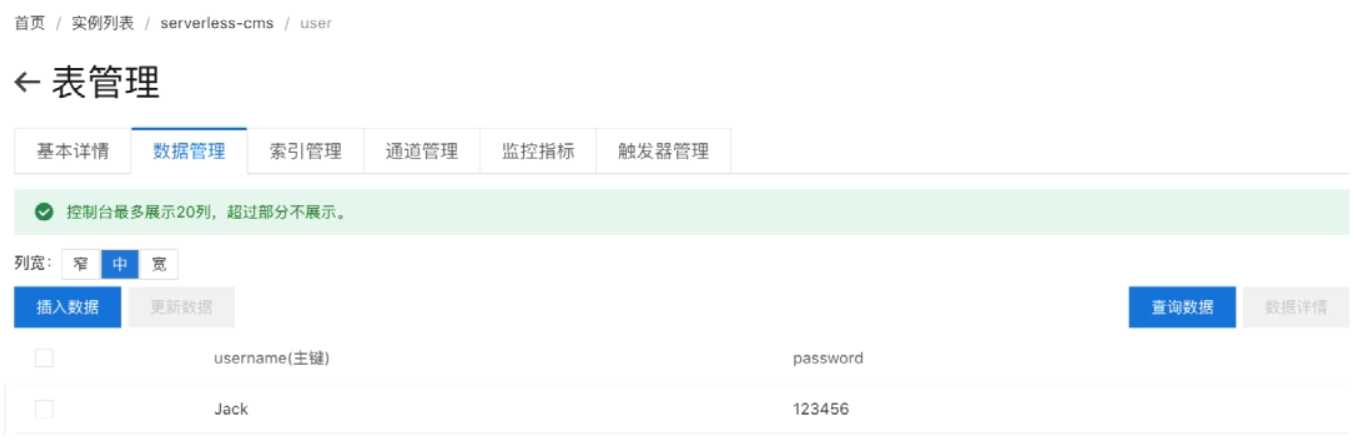 首页 / 实例列表 / serverless-cms / user
← 表管理
基本详情 数据管理 索引管理 通道管理 监控指标 触发器管理
控制台最多展示20列，超过部分不展示。
列宽: 窄 中 宽
插入数据 更新数据 查询数据 数据详情
username(主键) password
Jack 123456